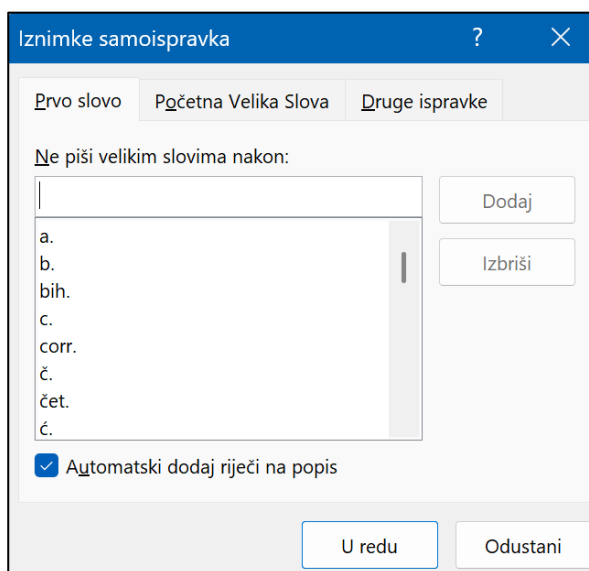 Iznimke samoispravka ? ×
Prvo slovo Početna Velika Slova Druge ispravke
Ne piši velikim slovima nakon:
Dodaj
a.
b.
Izbriši
bih.
c.
corr.
č.
čet.
ć.
Automatski dodaj riječi na popis
U redu Odustani